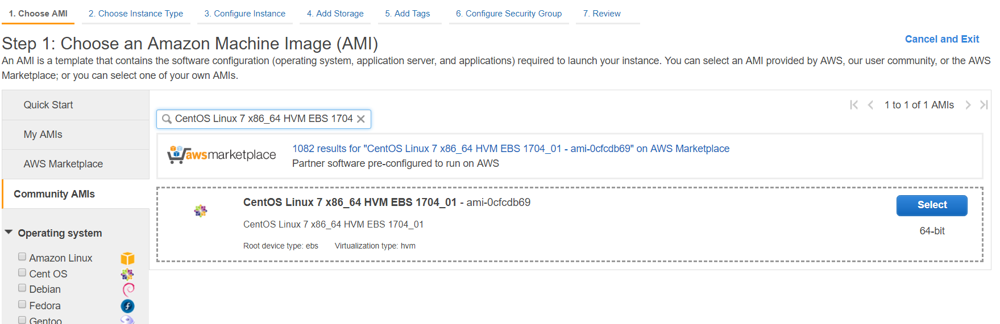 1. Choose AMI
2. Choose Instance Type
3. Configure Instance
4. Add Storage
5. Add Tags
6. Configure Security Group
7. Review
Step 1: Choose an Amazon Machine Image (AMI)
Cancel and Exit
An AMI is a template that contains the software configuration (operating system, application server, and applications) required to launch your instance. You can select an AMI provided by AWS, our user community, or the AWS
Marketplace; or you can select one of your own AMIs.
Quick Start
My AMIs
AWS Marketplace
Community AMIs
Operating system
Amazon Linux
Cent OS
Debian
Fedora
Gentoo
1 to 1 of 1 AMIs
CentOS Linux 7 x86_64 HVM EBS 1704
awsmarketplace
1082 results for "CentOS Linux 7 x86_64 HVM EBS 1704_01 - ami-0cfcdb69" on AWS Marketplace
Partner software pre-configured to run on AWS
CentOS Linux 7 x86_64 HVM EBS 1704_01 - ami-0cfcdb69
Select
CentOS Linux 7 x86_64 HVM EBS 1704_01
64-bit
Root device type: ebs Virtualization type: hvm